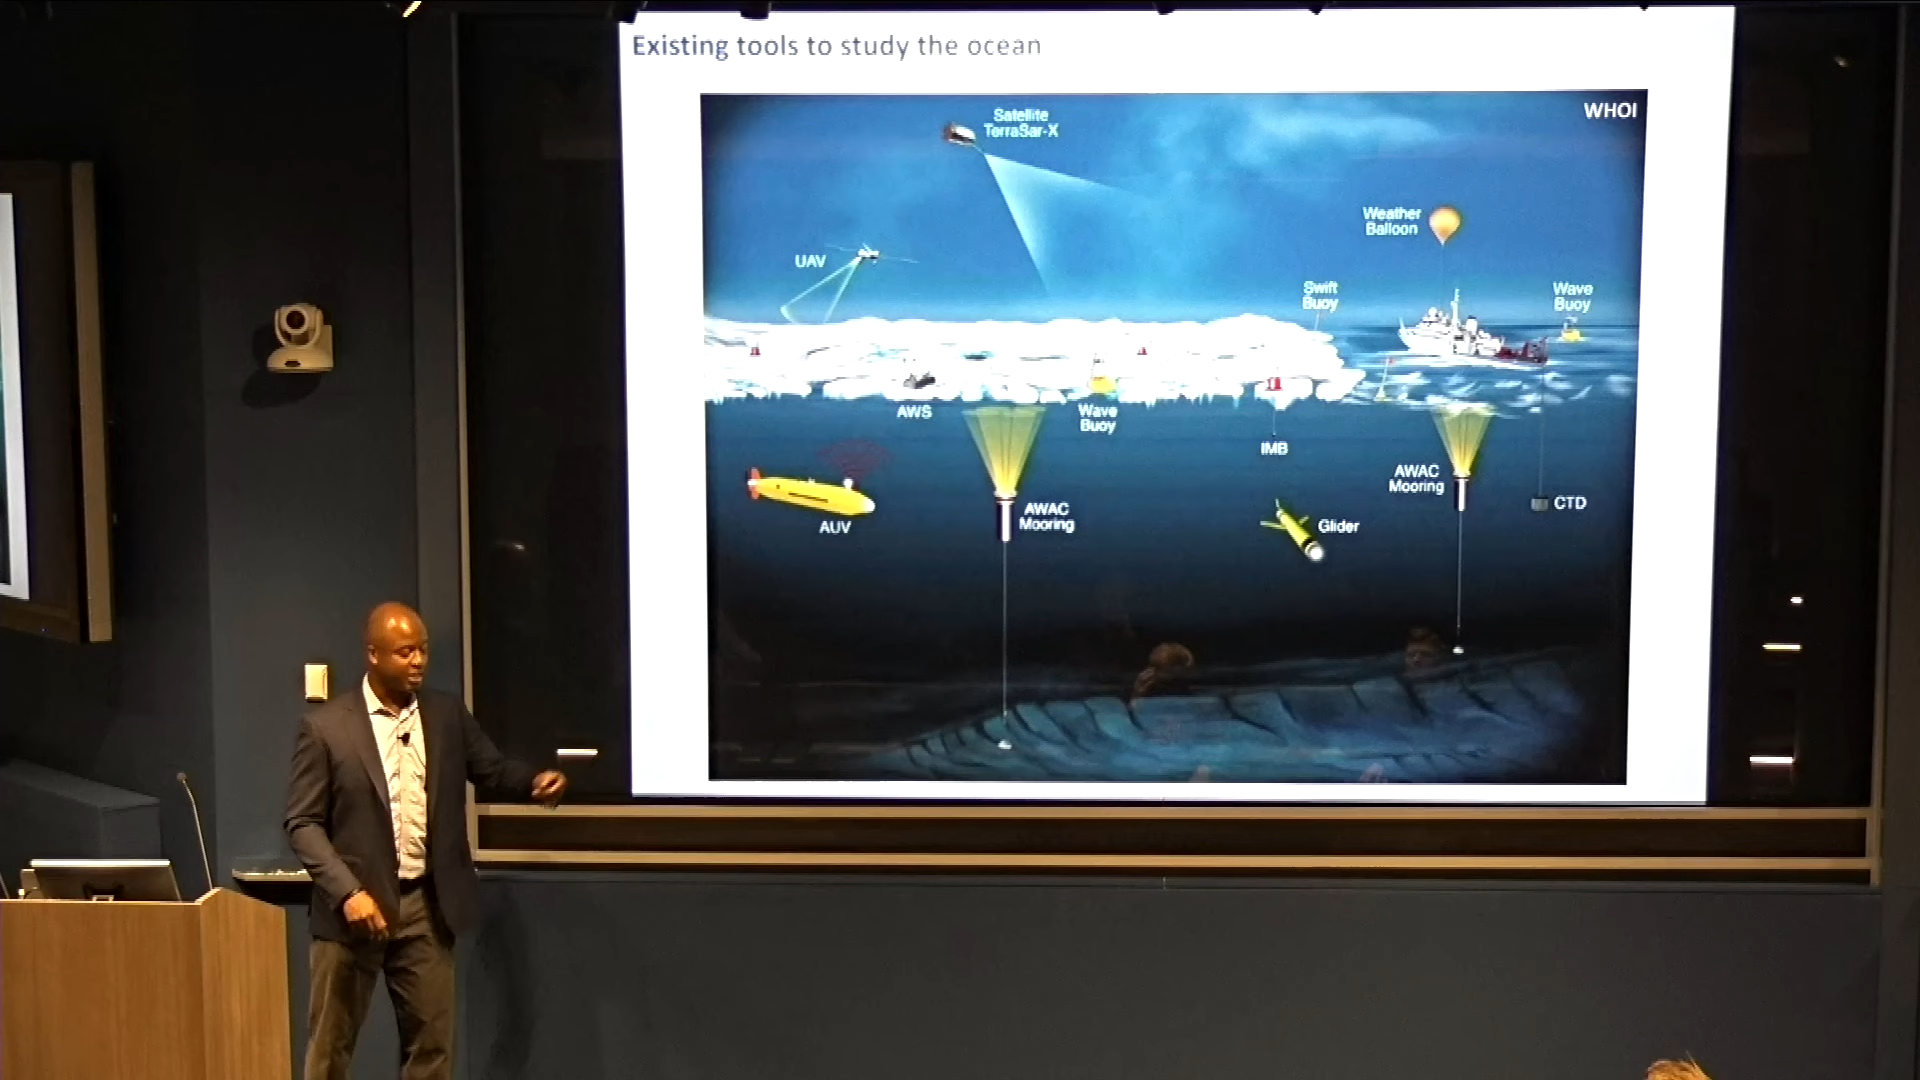 Existing tools to study the ocean
WHOI
Satellite
TerraSar-X
Weather
Balloon
UAV
Swift
Buoy
Wave
Buoy
AWS
Wave
Buoy
IMB
AWAC
Mooring
CTD
AUV
AWAC
Mooring
Glider